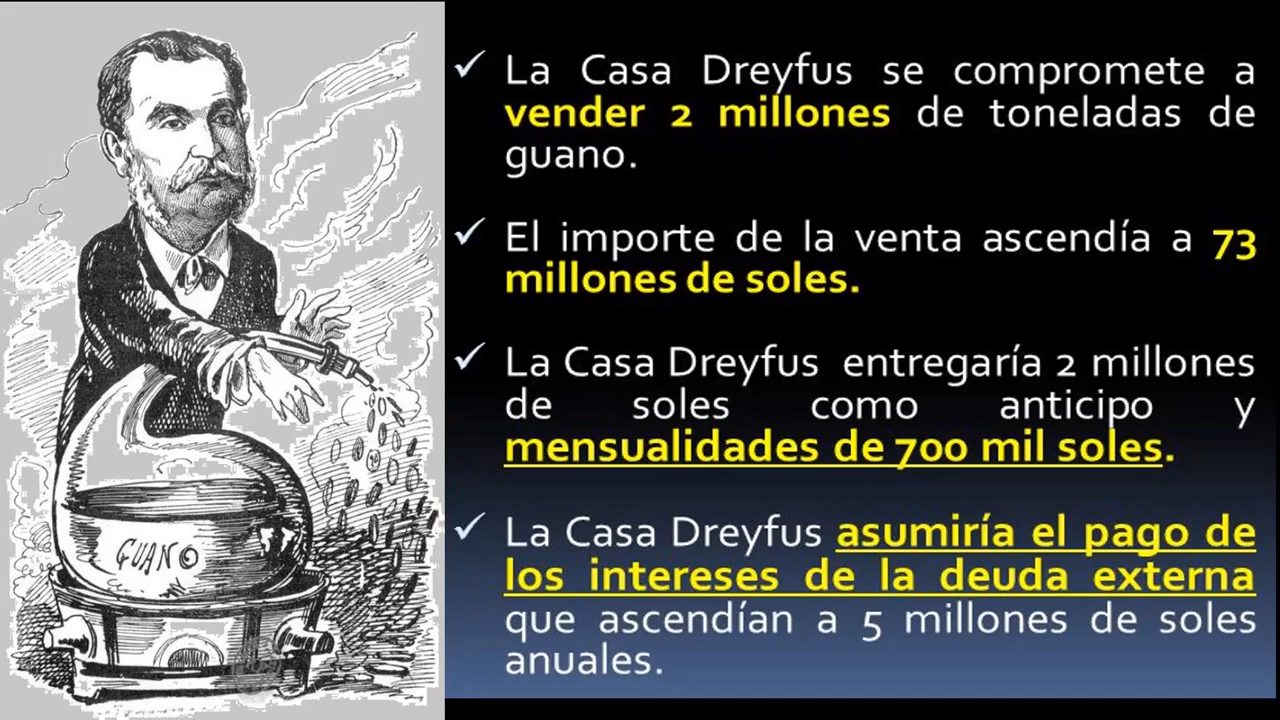 ✓ La Casa Dreyfus se compromete a
vender 2 millones de toneladas de
guano.
✓ El importe de la venta ascendía a 73
millones de soles.
✓ La Casa Dreyfus entregaría 2 millones
de soles como anticipo y
mensualidades de 700 mil soles.
✓ La Casa Dreyfus asumiría el pago de
los intereses de la deuda externa
que ascendían a 5 millones de soles
anuales.
GUANO